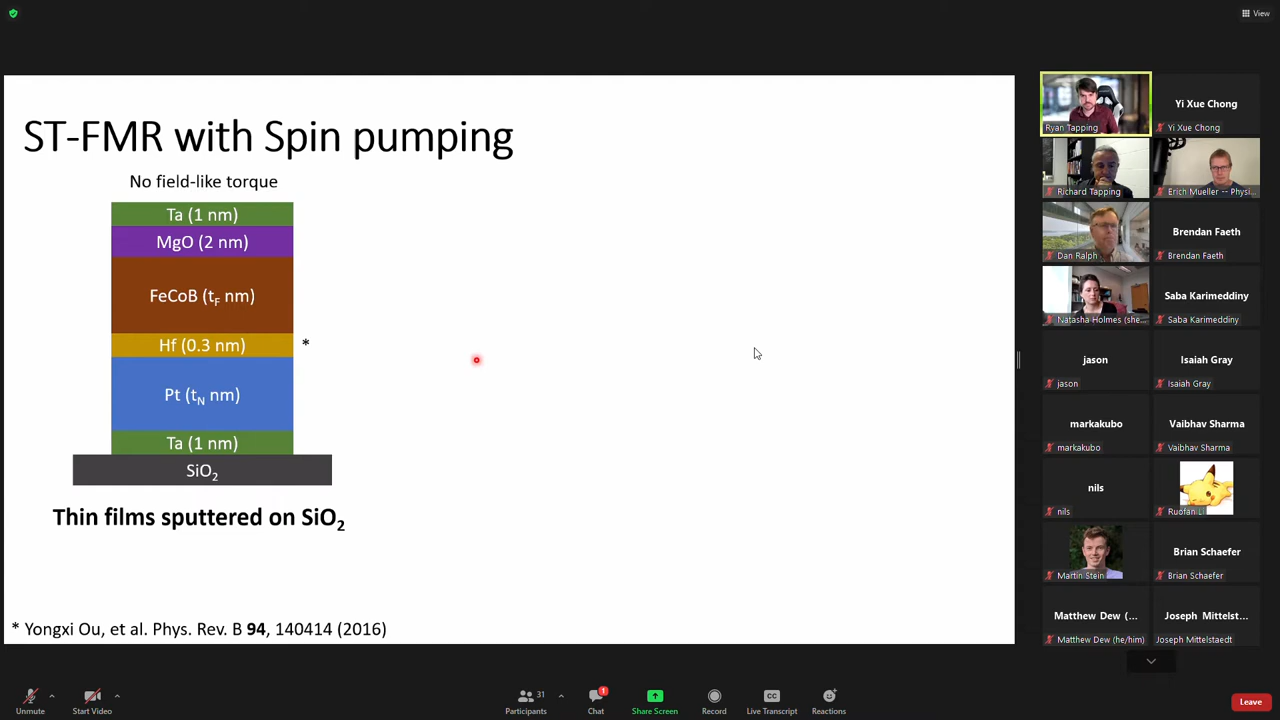 View
ST-FMR with Spin pumping
No field-like torque
Ta (1 nm)
MgO (2 nm)
FeCoB (tF nm)
Hf (0.3 nm) *
Pt (tN nm)
Ta (1 nm)
SiO2
Thin films sputtered on SiO2
* Yongxi Ou, et al. Phys. Rev. B 94, 140414 (2016)
Ryan Tapping
Yi Xue Chong
Yi Xue Chong
Richard Tapping
Erich Mueller -- Physi...
Dan Ralph
Brendan Faeth
Brendan Faeth
Natasha Holmes (she...
Saba Karimeddiny
Saba Karimeddiny
jason
jason
Isaiah Gray
Isaiah Gray
markakubo
markakubo
Vaibhav Sharma
Vaibhav Sharma
nils
nils
Ruofan Li
Martin Stein
Brian Schaefer
Brian Schaefer
Matthew Dew (...
Matthew Dew (he/him)
Joseph Mittelst...
Joseph Mittelstaedt
Unmute
Start Video
31
Participants
1
Chat
Share Screen
Record
CC
Live Transcript
Reactions
Leave